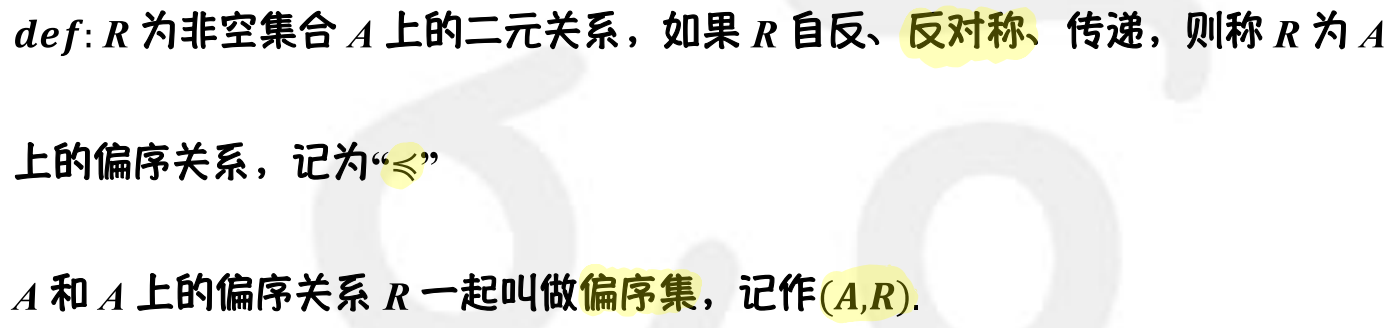 def: R 为非空集合 A 上的二元关系，如果 R 自反、反对称、传递，则称 R 为 A
上的偏序关系，记为“≼”
A 和 A 上的偏序关系 R 一起叫做偏序集，记作(A,R).